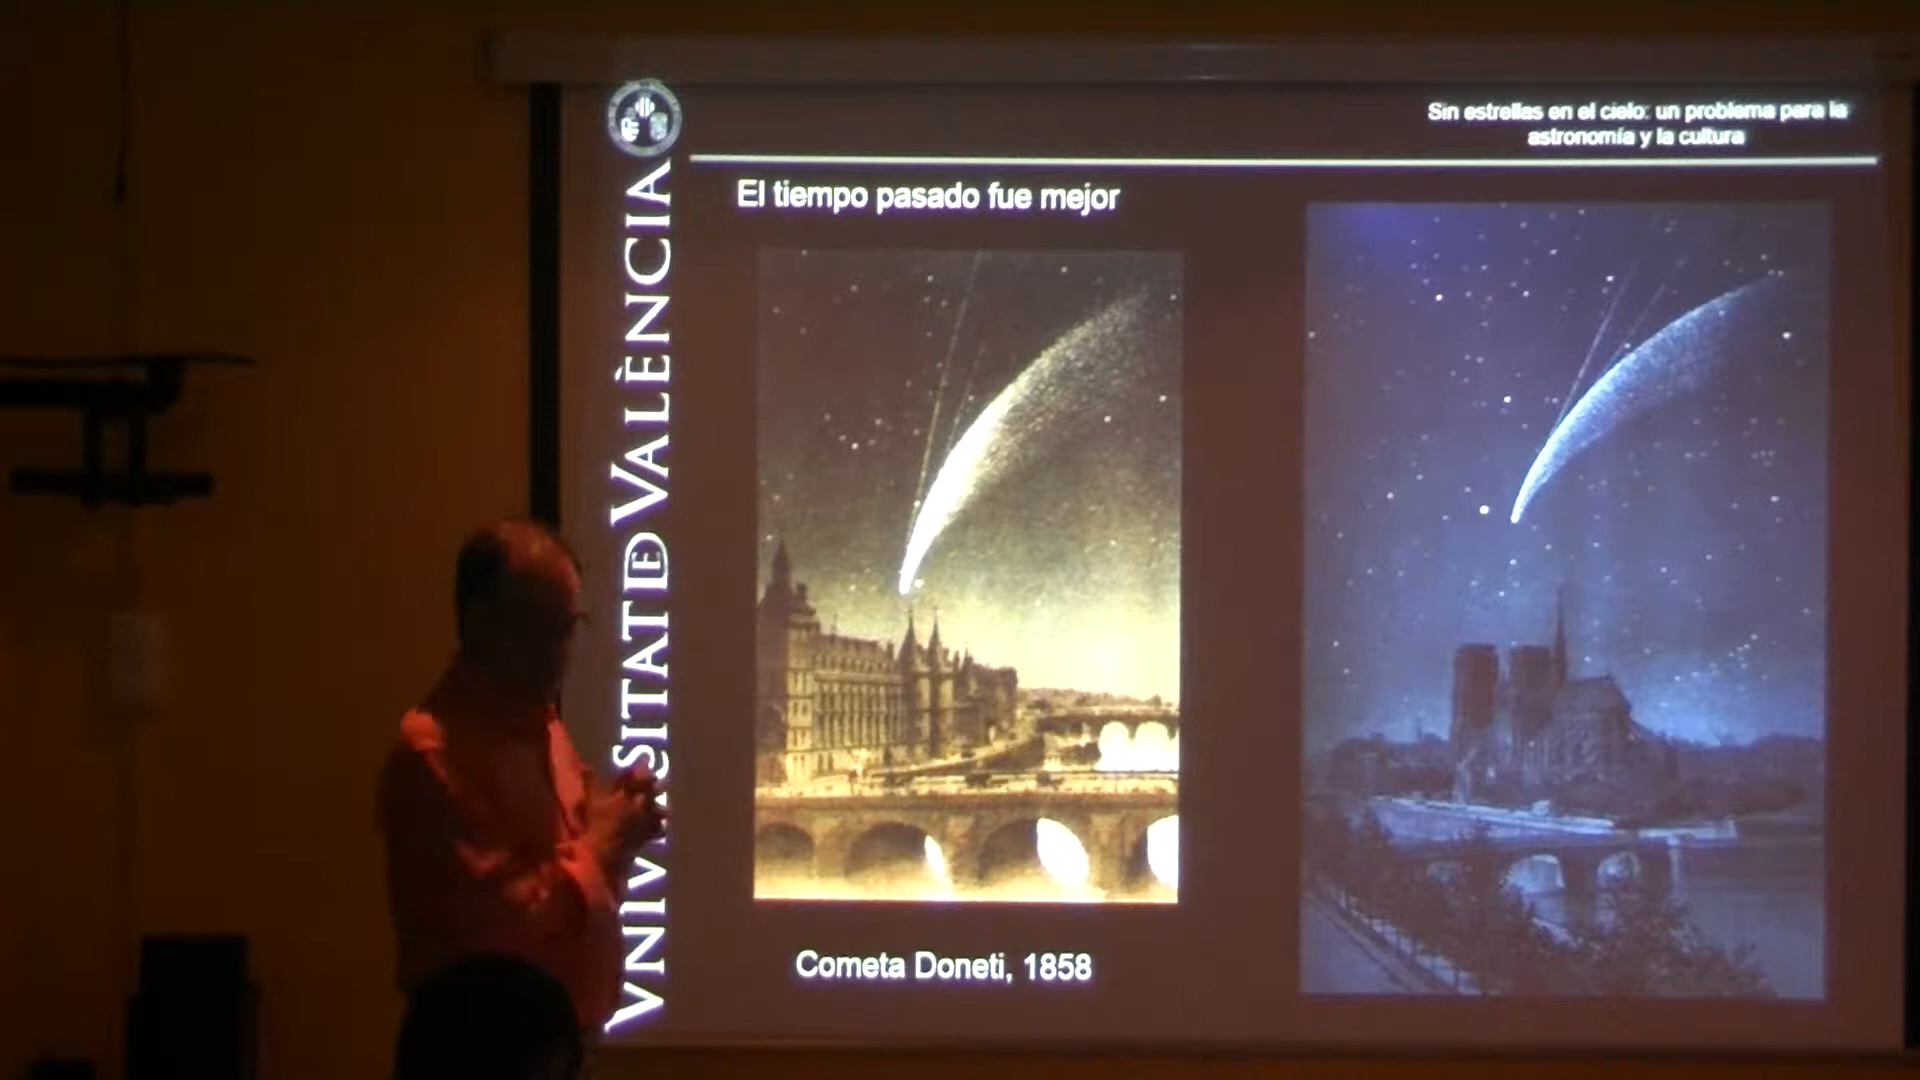 Sin estrellas en el cielo: un problema para la
astronomía y la cultura
El tiempo pasado fue mejor
Cometa Doneti, 1858
SITAT DE VALÈNCIA